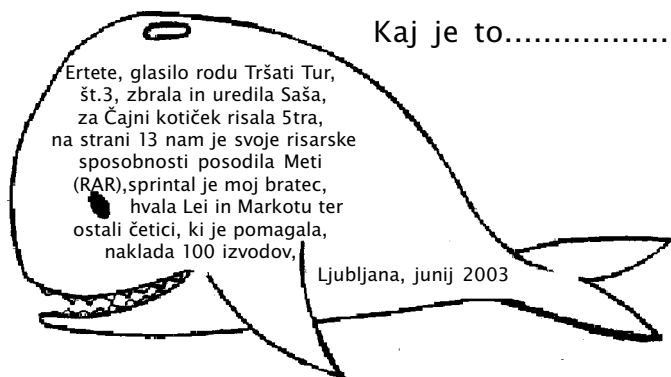 Kaj je to.................
Ertete, glasilo rodu Tršati Tur,
št.3, zbrala in uredila Saša,
za Čajni kotiček risala 5tra,
na strani 13 nam je svoje risarske
sposobnosti posodila Meti
(RAR),sprintal je moj bratec,
hvala Lei in Markotu ter
ostali četici, ki je pomagala,
naklada 100 izvodov,
Ljubljana, junij 2003